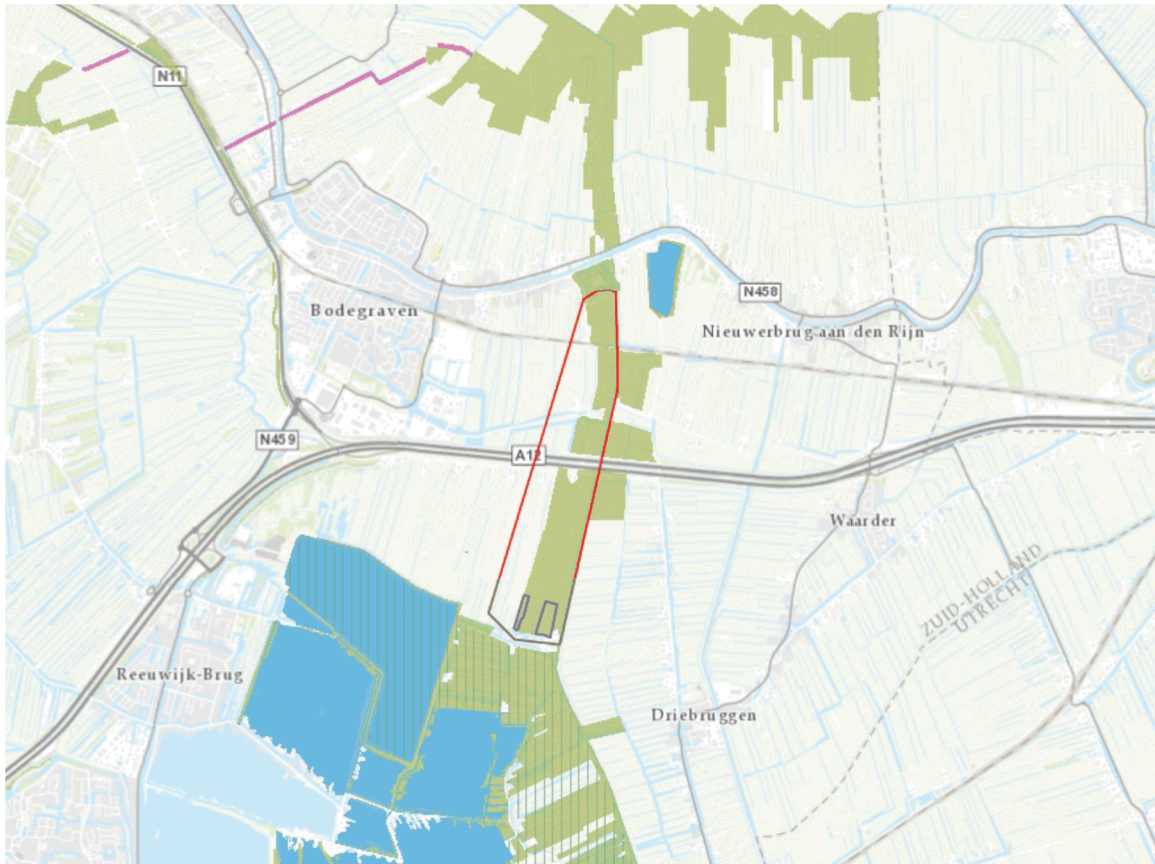 N11
N458
Bodegraven
Nieuwerbrug aan den Rijn
N459
A12
Waarder
ZUID-HOLLAND
UTRECHT
Reeuwijk-Brug
Driebruggen